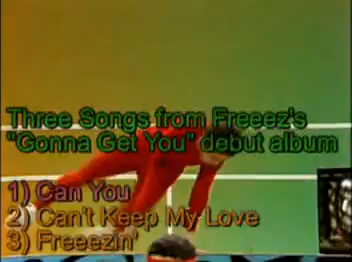 Three Songs from Freeez's
"Gonna Get You" debut album
1) Can You
2) Can't Keep My Love
3) Freeezin'